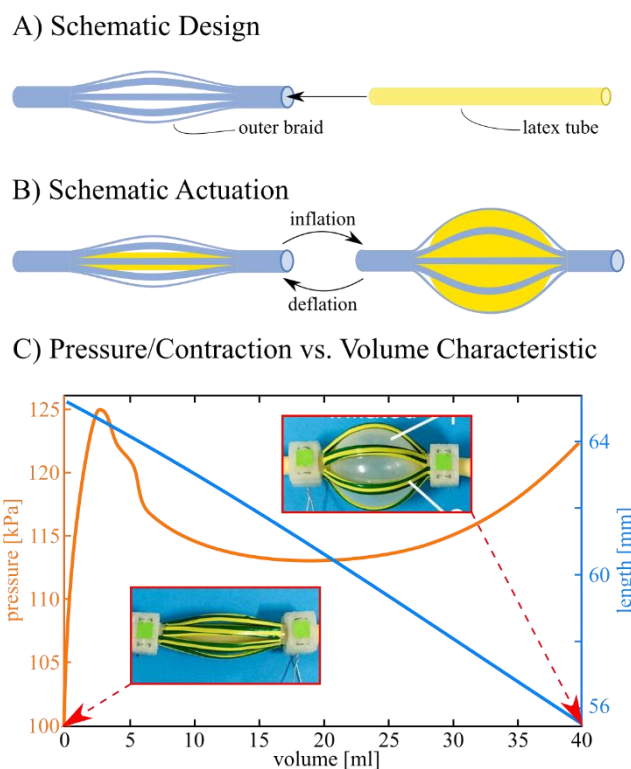 A) Schematic Design
outer braid
latex tube
B) Schematic Actuation
inflation
deflation
C) Pressure/Contraction vs. Volume Characteristic
125
120
115
112
105
100
pressure [kPa]
64
60
56
length [mm]
0 5 10 15 20 25 30 35 40
volume [ml]